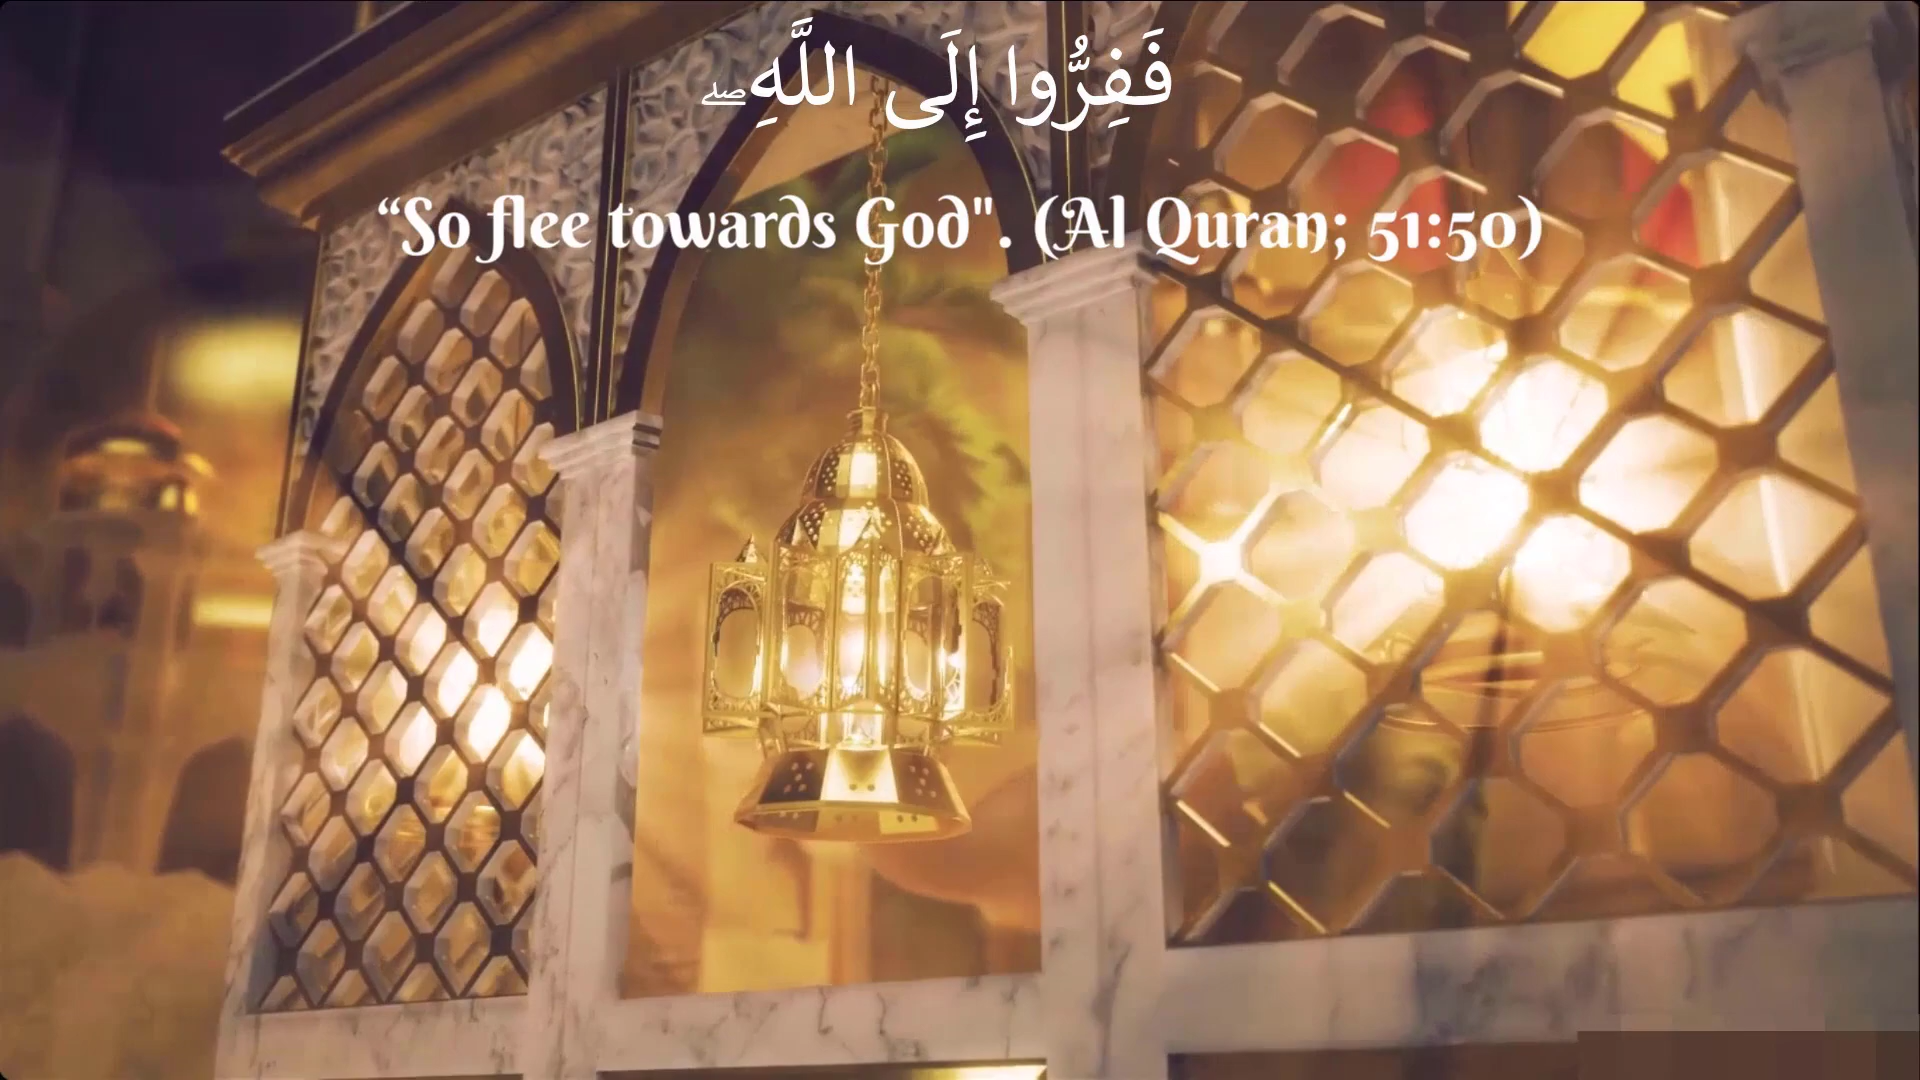 فَفِرُّوا إِلَى اللَّهِ ۖ
“So flee towards God". (Al Quran; 51:50)